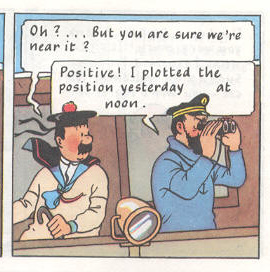 Oh ? ... But you are sure we're
near it ?
Positive! I plotted the
position yesterday at
noon.